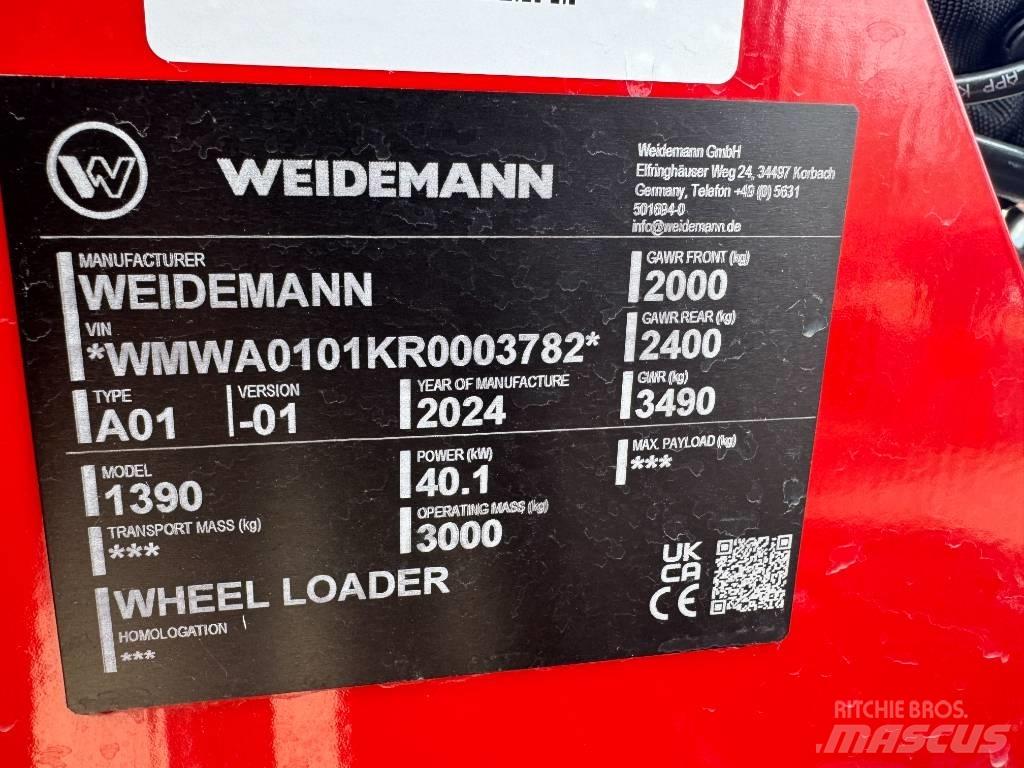 W WEIDEMANN
Weidemann GmbH
Elfringhäuser Weg 24, 34497 Korbach
Germany, Telefon +49 (0) 5631
501694-0
info@weidemann.de
MANUFACTURER
WEIDEMANN
VIN
*WMWA0101KR0003782*
TYPE
A01
VERSION
-01
YEAR OF MANUFACTURE
2024
GAWR FRONT (kg)
2000
GAWR REAR (kg)
2400
GWR (kg)
3490
MODEL
1390
POWER (kW)
40.1
MAX. PAYLOAD (kg)
***
TRANSPORT MASS (kg)
***
OPERATING MASS (kg)
3000
WHEEL LOADER
HOMOLOGATION
***
UK
CA
CE
APP K
RITCHIE BROS.
MASCUS